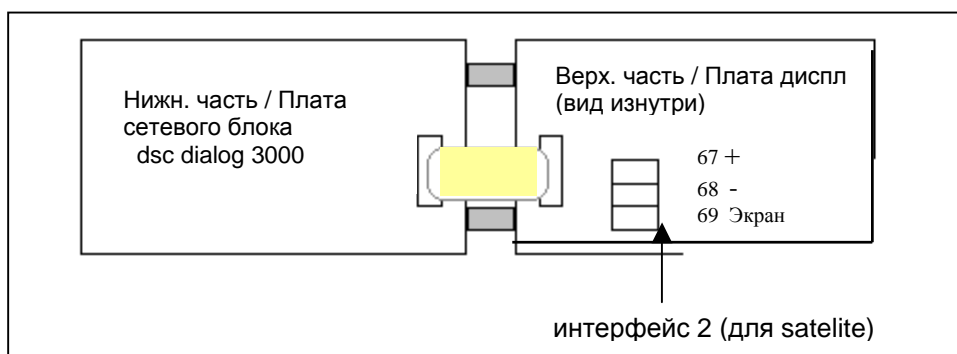 Нижн. часть / Плата
сетевого блока
dsc dialog 3000
Верх. часть / Плата диспл
(вид изнутри)
67 +
68 -
69 Экран
интерфейс 2 (для satelite)